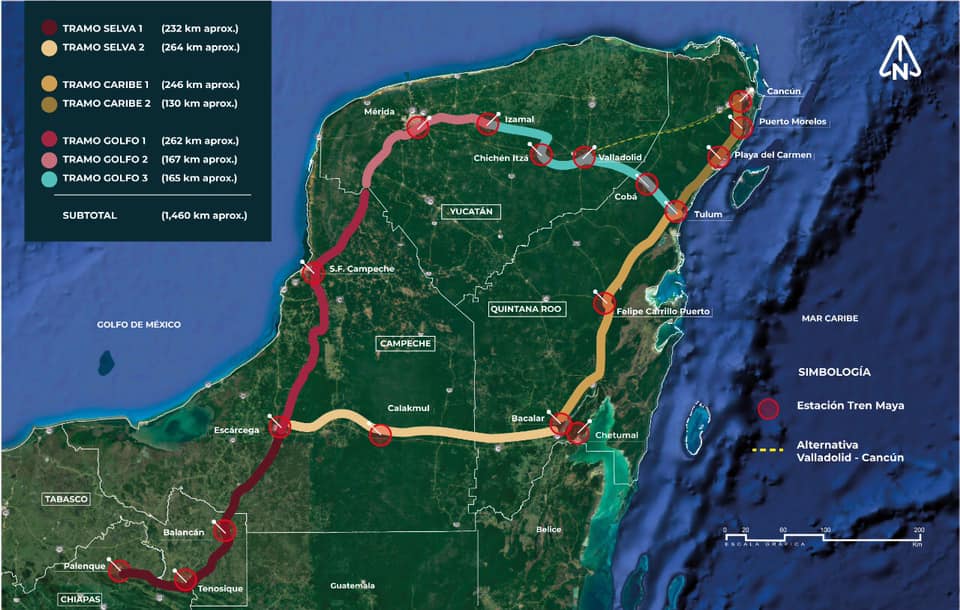 TRAMO SELVA 1 (232 km aprox.)
TRAMO SELVA 2 (264 km aprox.)
TRAMO CARIBE 1 (246 km aprox.)
TRAMO CARIBE 2 (130 km aprox.)
TRAMO GOLFO 1 (262 km aprox.)
TRAMO GOLFO 2 (167 km aprox.)
TRAMO GOLFO 3 (165 km aprox.)
SUBTOTAL (1,460 km aprox.)
N
Cancún
Mérida
Izamal
Puerto Morelos
Chichén Itzá
Valladolid
Playa del Carmen
Cobá
YUCATÁN
Tulum
S.F. Campeche
QUINTANA ROO
Felipe Carrillo Puerto
GOLFO DE MÉXICO
MAR CARIBE
CAMPECHE
SIMBOLOGÍA
Estación Tren Maya
Calakmul
Bacalar
Escárcega
Chetumal
Alternativa
Valladolid - Cancún
TABASCO
Balancán
Belice
0 20 60 100 200
ESCALA GRÁFICA Km
Palenque
Tenosique
Guatemala
CHIAPAS